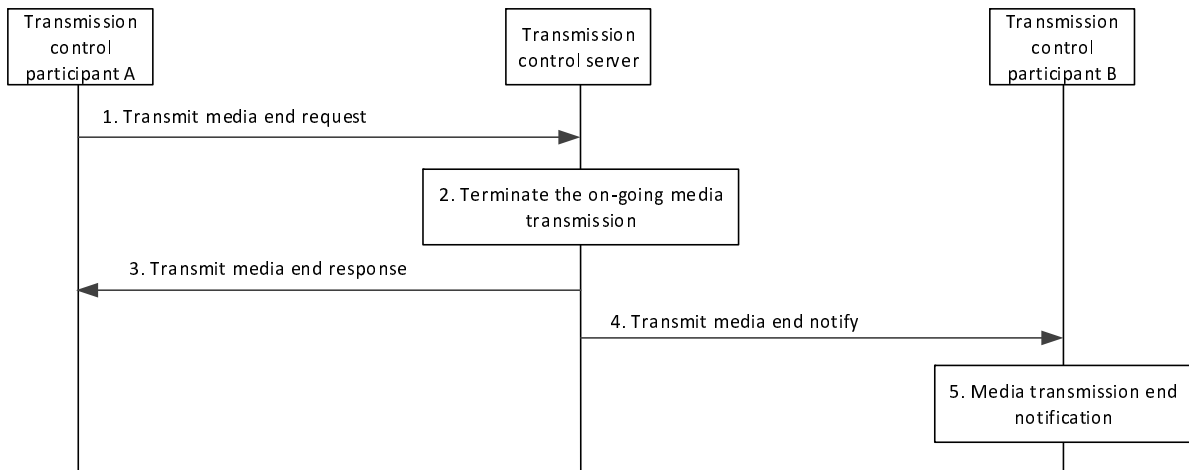 Transmission
control
participant A
Transmission
control server
Transmission
control
participant B
1. Transmit media end request
2. Terminate the on-going media
transmission
3. Transmit media end response
4. Transmit media end notify
5. Media transmission end
notification